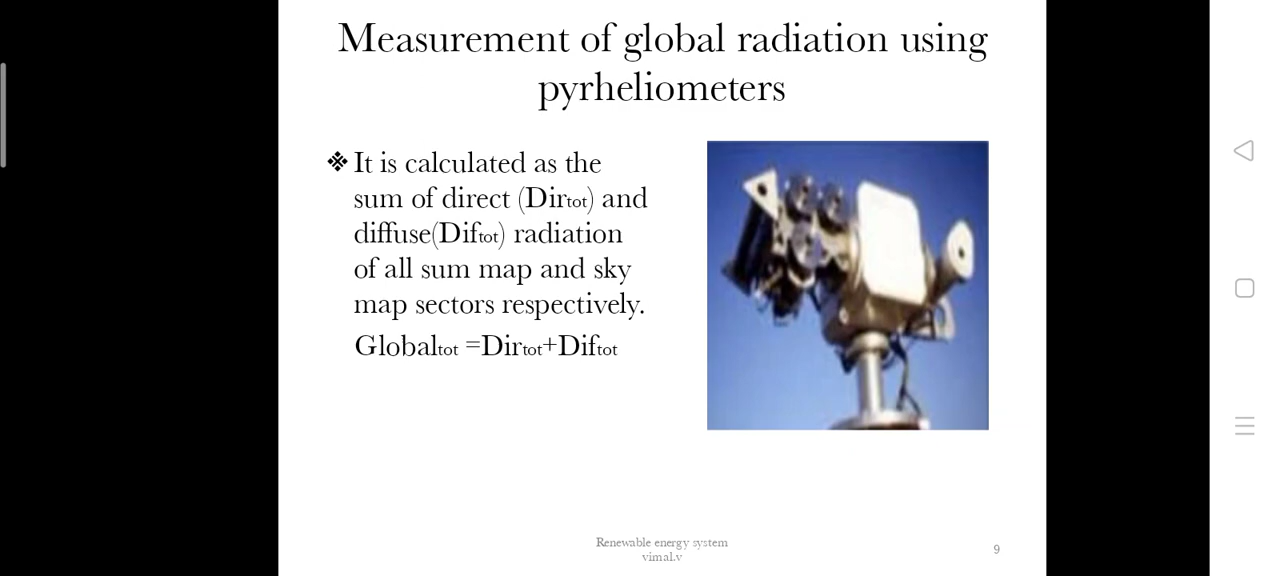 Measurement of global radiation using
pyrheliometers
❖ It is calculated as the
sum of direct (Dirtot) and
diffuse(Diftot) radiation
of all sum map and sky
map sectors respectively.
Globaltot =Dirtot+Diftot
Renewable energy system
vimal.v
9